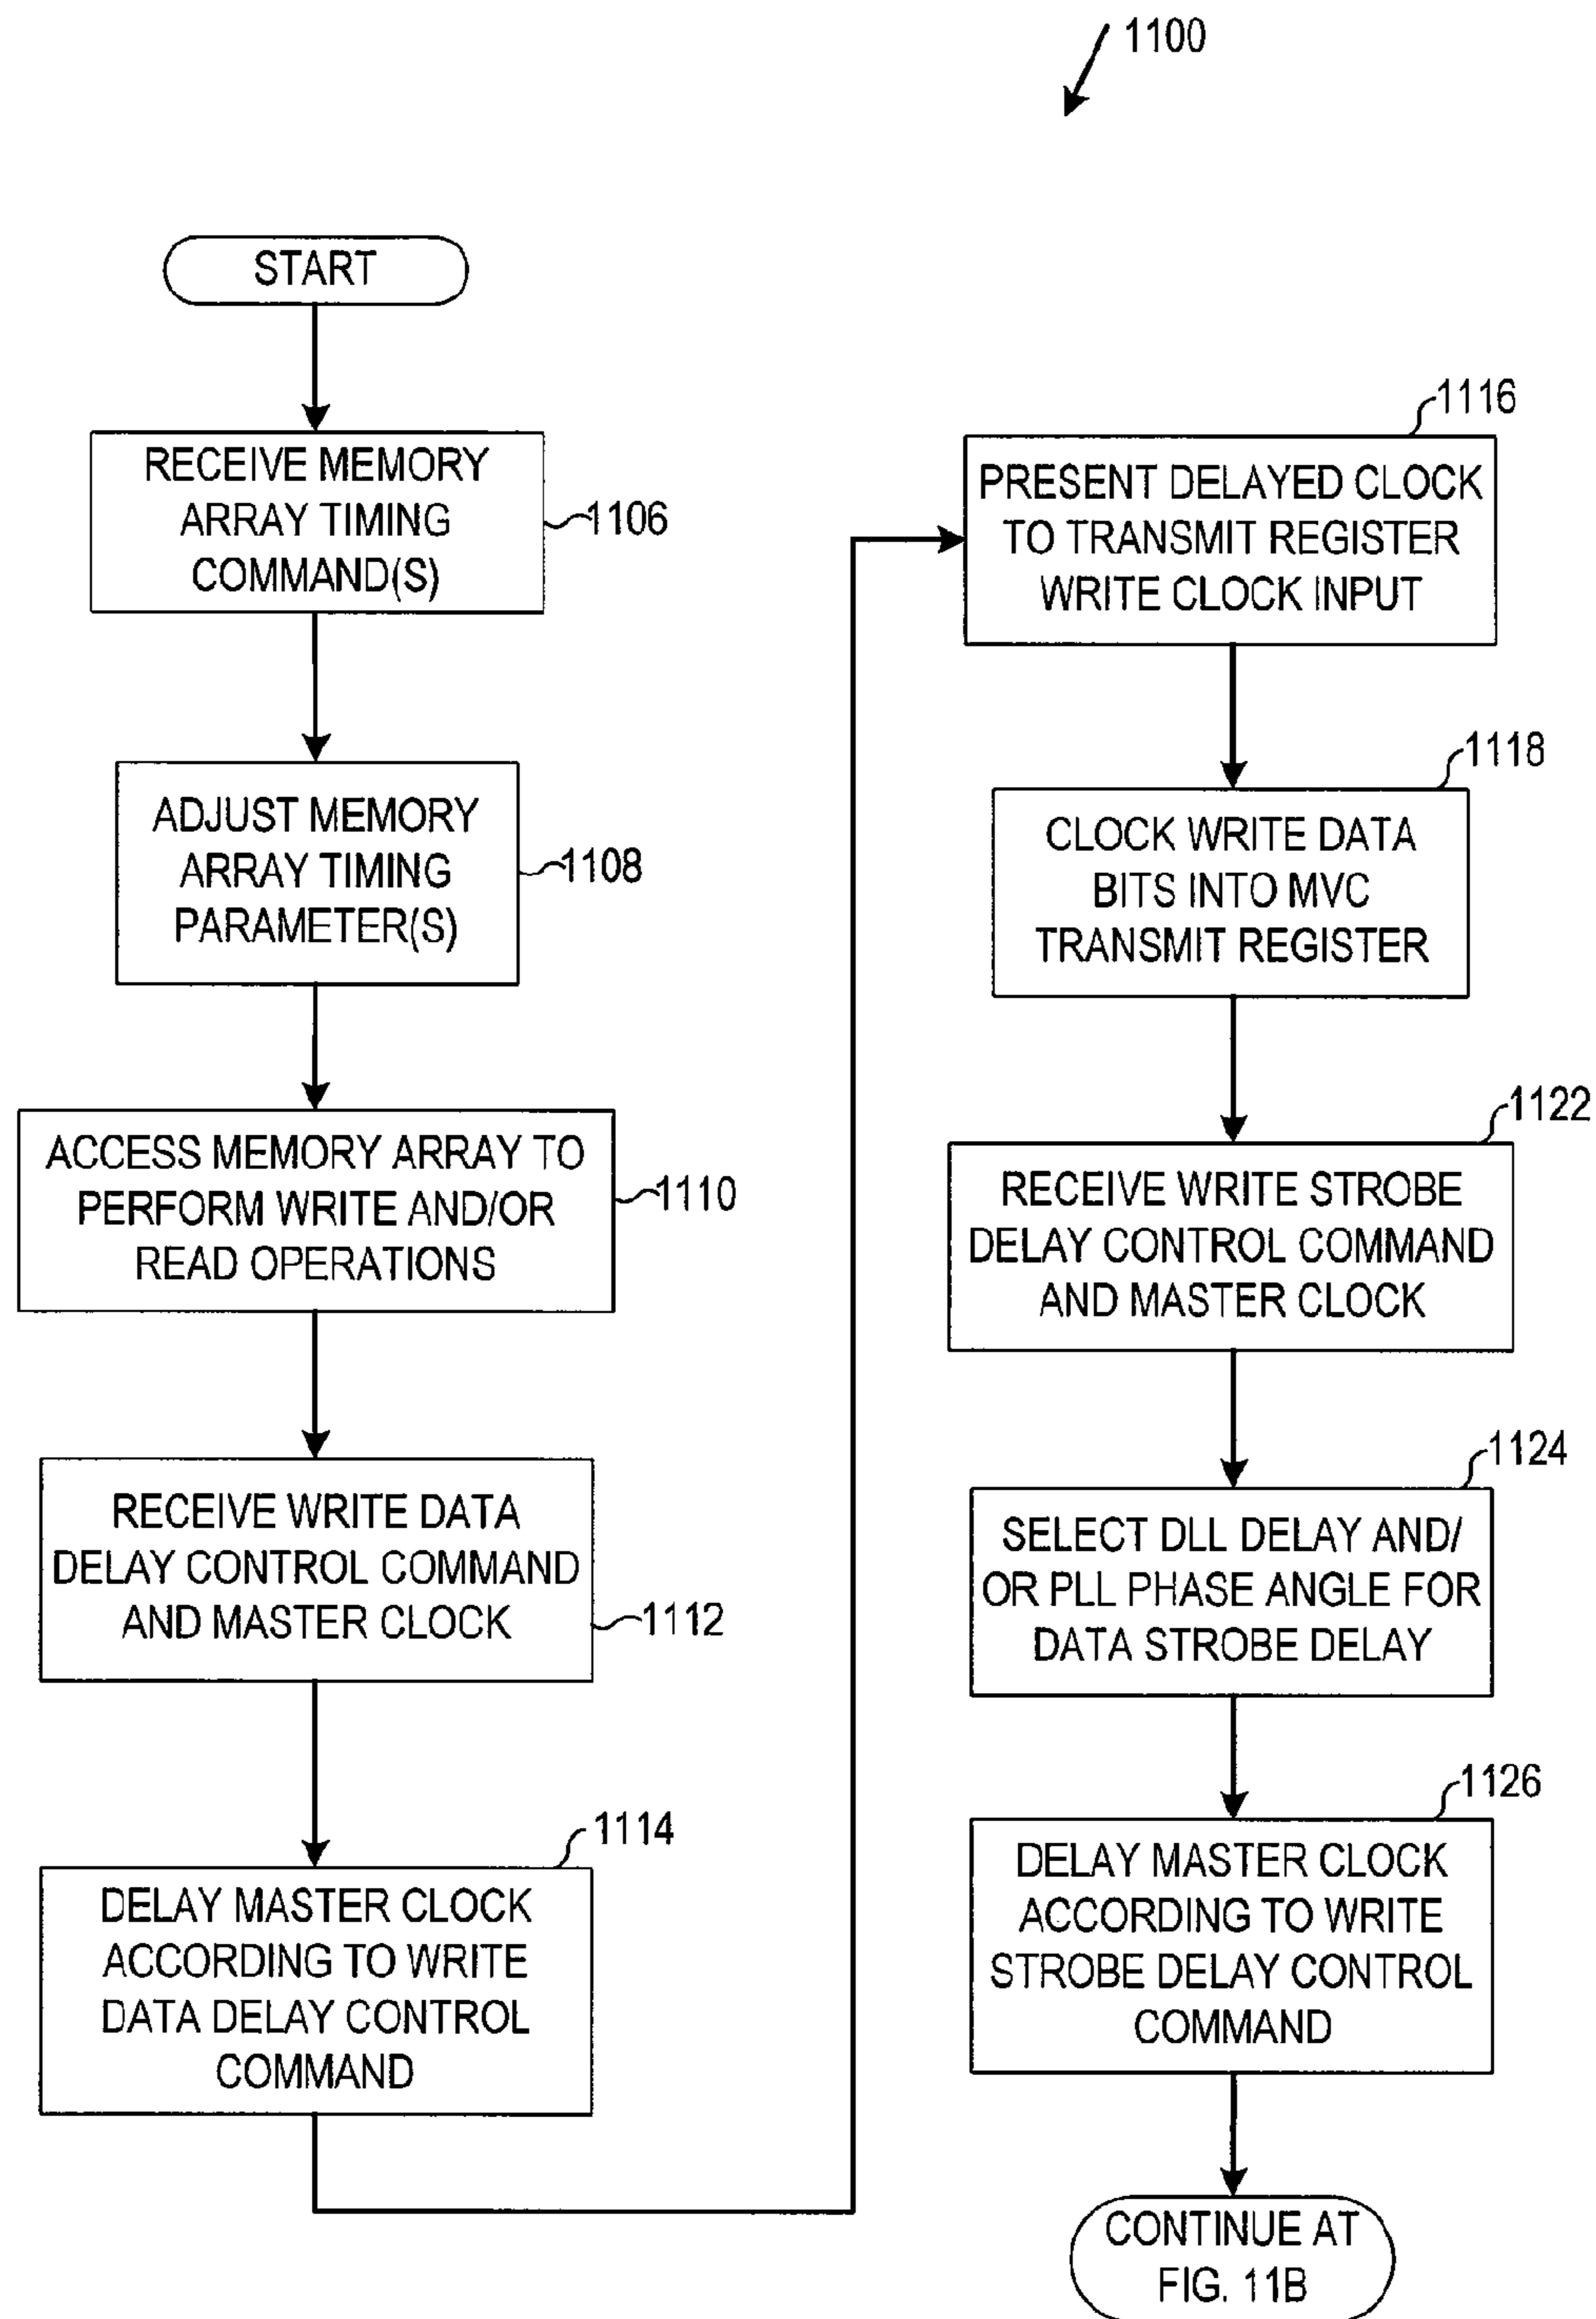 1100
START
RECEIVE MEMORY
ARRAY TIMING
COMMAND(S)
1106
ADJUST MEMORY
ARRAY TIMING
PARAMETER(S)
1108
ACCESS MEMORY ARRAY TO
PERFORM WRITE AND/OR
READ OPERATIONS
1110
RECEIVE WRITE DATA
DELAY CONTROL COMMAND
AND MASTER CLOCK
1112
1114
DELAY MASTER CLOCK
ACCORDING TO WRITE
DATA DELAY CONTROL
COMMAND
1116
PRESENT DELAYED CLOCK
TO TRANSMIT REGISTER
WRITE CLOCK INPUT
1118
CLOCK WRITE DATA
BITS INTO MVC
TRANSMIT REGISTER
1122
RECEIVE WRITE STROBE
DELAY CONTROL COMMAND
AND MASTER CLOCK
1124
SELECT DLL DELAY AND/
OR PLL PHASE ANGLE FOR
DATA STROBE DELAY
1126
DELAY MASTER CLOCK
ACCORDING TO WRITE
STROBE DELAY CONTROL
COMMAND
CONTINUE AT
FIG. 11B